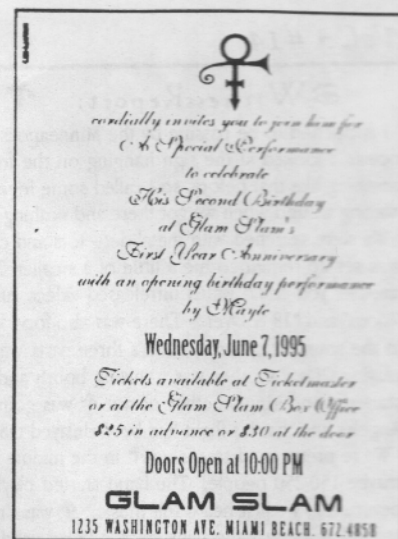 cordially invites you to join him for
A Special Performance
to celebrate
His Second Birthday
at Glam Slam's
First Year Anniversary
with an opening birthday performance
by Mayte
Wednesday, June 7, 1995
Tickets available at Ticketmaster
or at the Glam Slam Box Office
$25 in advance or $30 at the door
Doors Open at 10:00 PM
GLAM SLAM
1235 WASHINGTON AVE. MIAMI BEACH. 672.4858